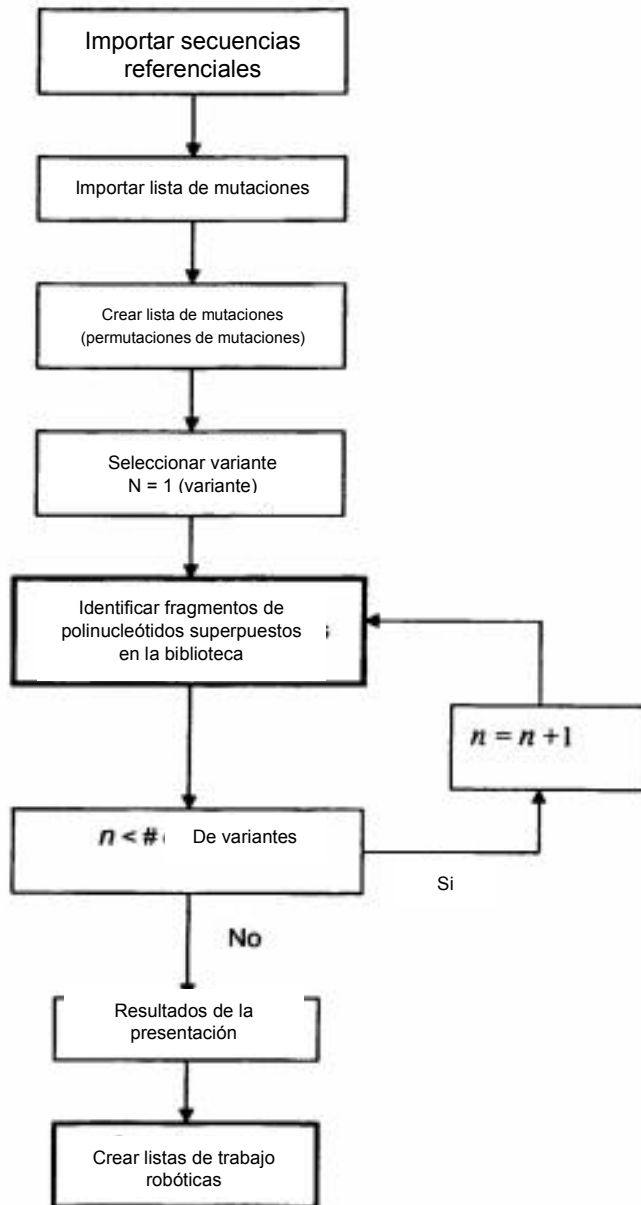 Importar secuencias
referenciales
Importar lista de mutaciones
Crear lista de mutaciones
(permutaciones de mutaciones)
Seleccionar variante
N = 1 (variante)
Identificar fragmentos de
polinucleótidos superpuestos
en la biblioteca
n = n +1
n < # De variantes
Si
No
Resultados de la
presentación
Crear listas de trabajo
robóticas